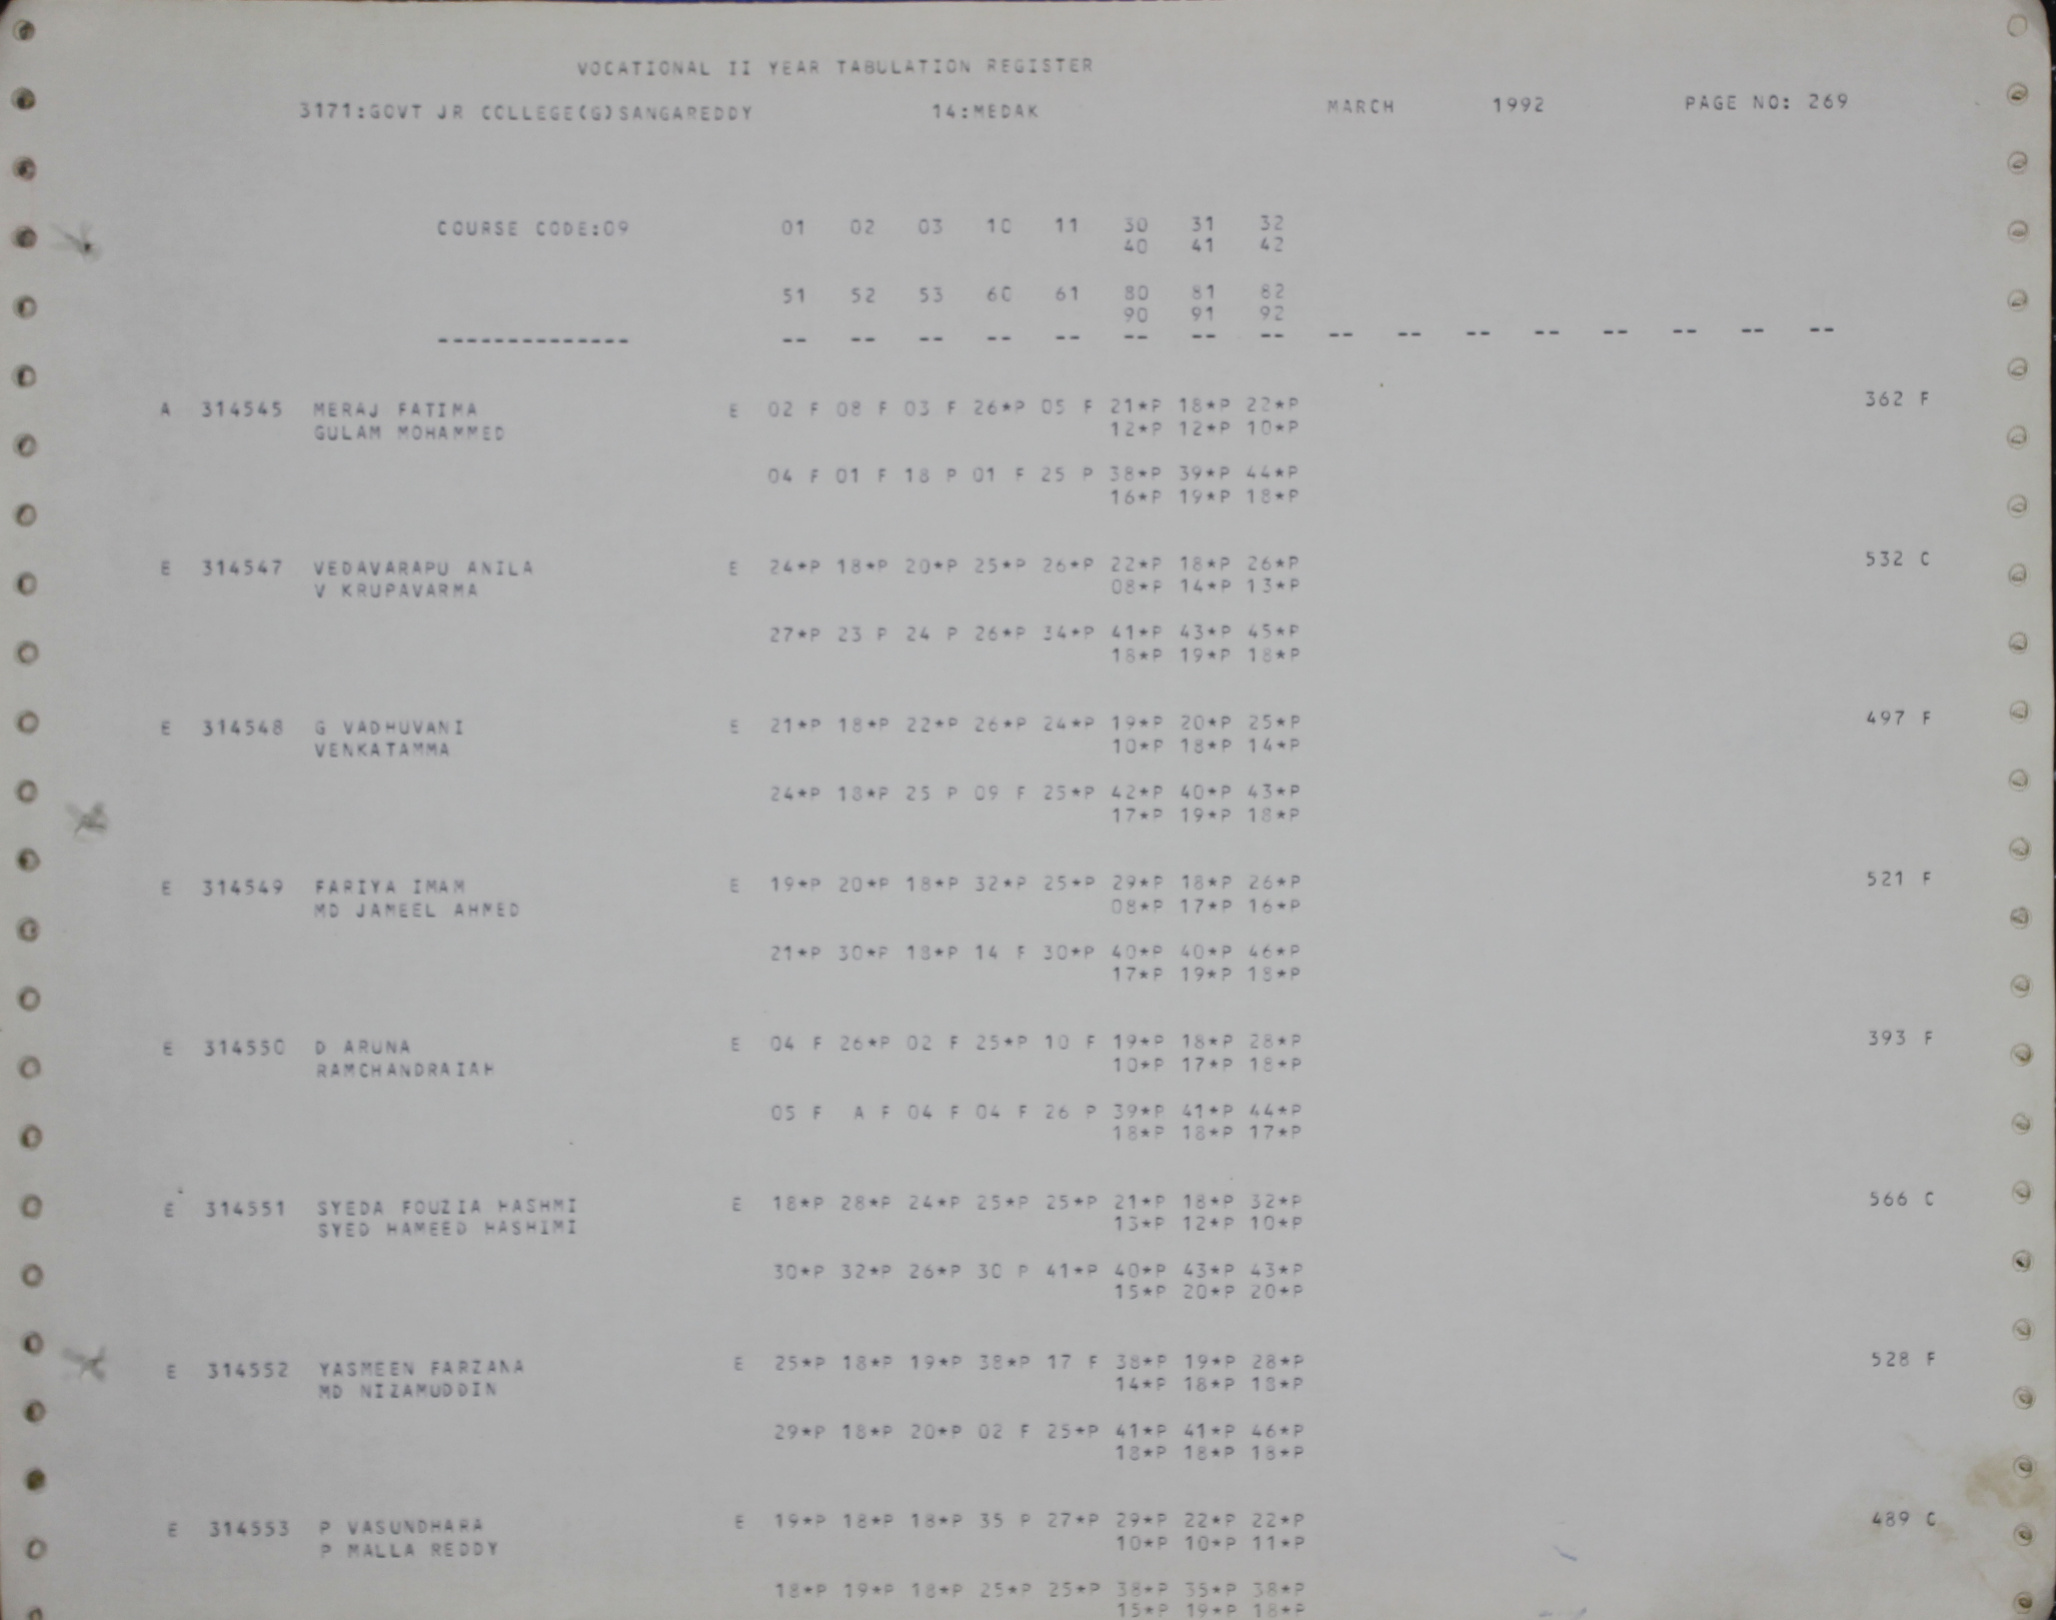 VOCATIONAL II YEAR TABULATION REGISTER
3171:GOVT JR COLLEGE(G)SANGAREDDY 14:MEDAK MARCH 1992 PAGE NO: 269
COURSE CODE:09 01 02 03 10 11 30 31 32
40 41 42
51 52 53 60 61 80 81 82
90 91 92
-------------- -- -- -- -- -- -- -- -- -- -- -- -- -- -- -- --
A 314545 MERAJ FATIMA E 02 F 08 F 03 F 26*P 05 F 21*P 18*P 22*P 362 F
GULAM MOHAMMED 12*P 12*P 10*P
04 F 01 F 18 P 01 F 25 P 38*P 39*P 44*P
16*P 19*P 18*P
E 314547 VEDAVARAPU ANILA E 24*P 18*P 20*P 25*P 26*P 22*P 18*P 26*P 532 C
V KRUPAVARMA 08*P 14*P 13*P
27*P 23 P 24 P 26*P 34*P 41*P 43*P 45*P
18*P 19*P 18*P
E 314548 G VADHUVANI E 21*P 18*P 22*P 26*P 24*P 19*P 20*P 25*P 497 F
VENKATAMMA 10*P 18*P 14*P
24*P 18*P 25 P 09 F 25*P 42*P 40*P 43*P
17*P 19*P 18*P
E 314549 FARIYA IMAM E 19*P 20*P 18*P 32*P 25*P 29*P 18*P 26*P 521 F
MD JAMEEL AHMED 08*P 17*P 16*P
21*P 30*P 18*P 14 F 30*P 40*P 40*P 46*P
17*P 19*P 18*P
E 314550 D ARUNA E 04 F 26*P 02 F 25*P 10 F 19*P 18*P 28*P 393 F
RAMCHANDRAIAH 10*P 17*P 18*P
05 F A F 04 F 04 F 26 P 39*P 41*P 44*P
18*P 18*P 17*P
E 314551 SYEDA FOUZIA HASHMI E 18*P 28*P 24*P 25*P 25*P 21*P 18*P 32*P 566 C
SYED HAMEED HASHIMI 13*P 12*P 10*P
30*P 32*P 26*P 30 P 41*P 40*P 43*P 43*P
15*P 20*P 20*P
E 314552 YASMEEN FARZANA E 25*P 18*P 19*P 38*P 17 F 38*P 19*P 28*P 528 F
MD NIZAMUDDIN 14*P 18*P 18*P
29*P 18*P 20*P 02 F 25*P 41*P 41*P 46*P
18*P 18*P 18*P
E 314553 P VASUNDHARA E 19*P 18*P 18*P 35 P 27*P 29*P 22*P 22*P 489 C
P MALLA REDDY 10*P 10*P 11*P
18*P 19*P 18*P 25*P 25*P 38*P 35*P 38*P
15*P 19*P 18*P